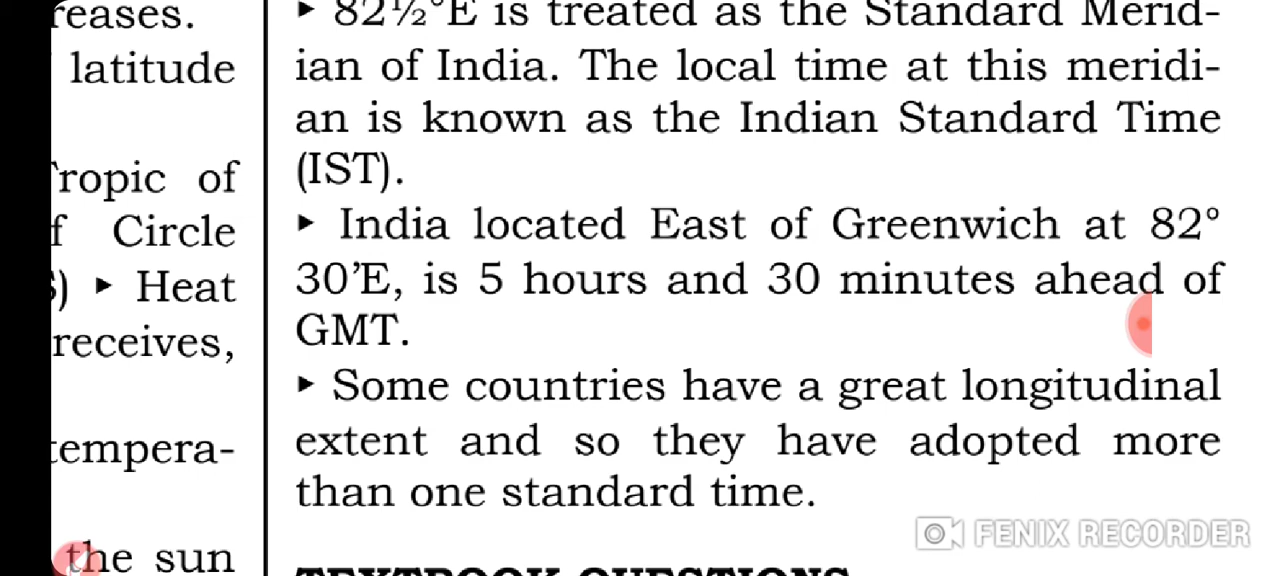 reases.
latitude
ropic of
f Circle
) ▸ Heat
receives,
tempera-
the sun
▸ 82½°E is treated as the Standard Merid-
ian of India. The local time at this meridi-
an is known as the Indian Standard Time
(IST).
▸ India located East of Greenwich at 82°
30’E, is 5 hours and 30 minutes ahead of
GMT.
▸ Some countries have a great longitudinal
extent and so they have adopted more
than one standard time.
TEXTBOOK QUESTIONS
FENIX RECORDER